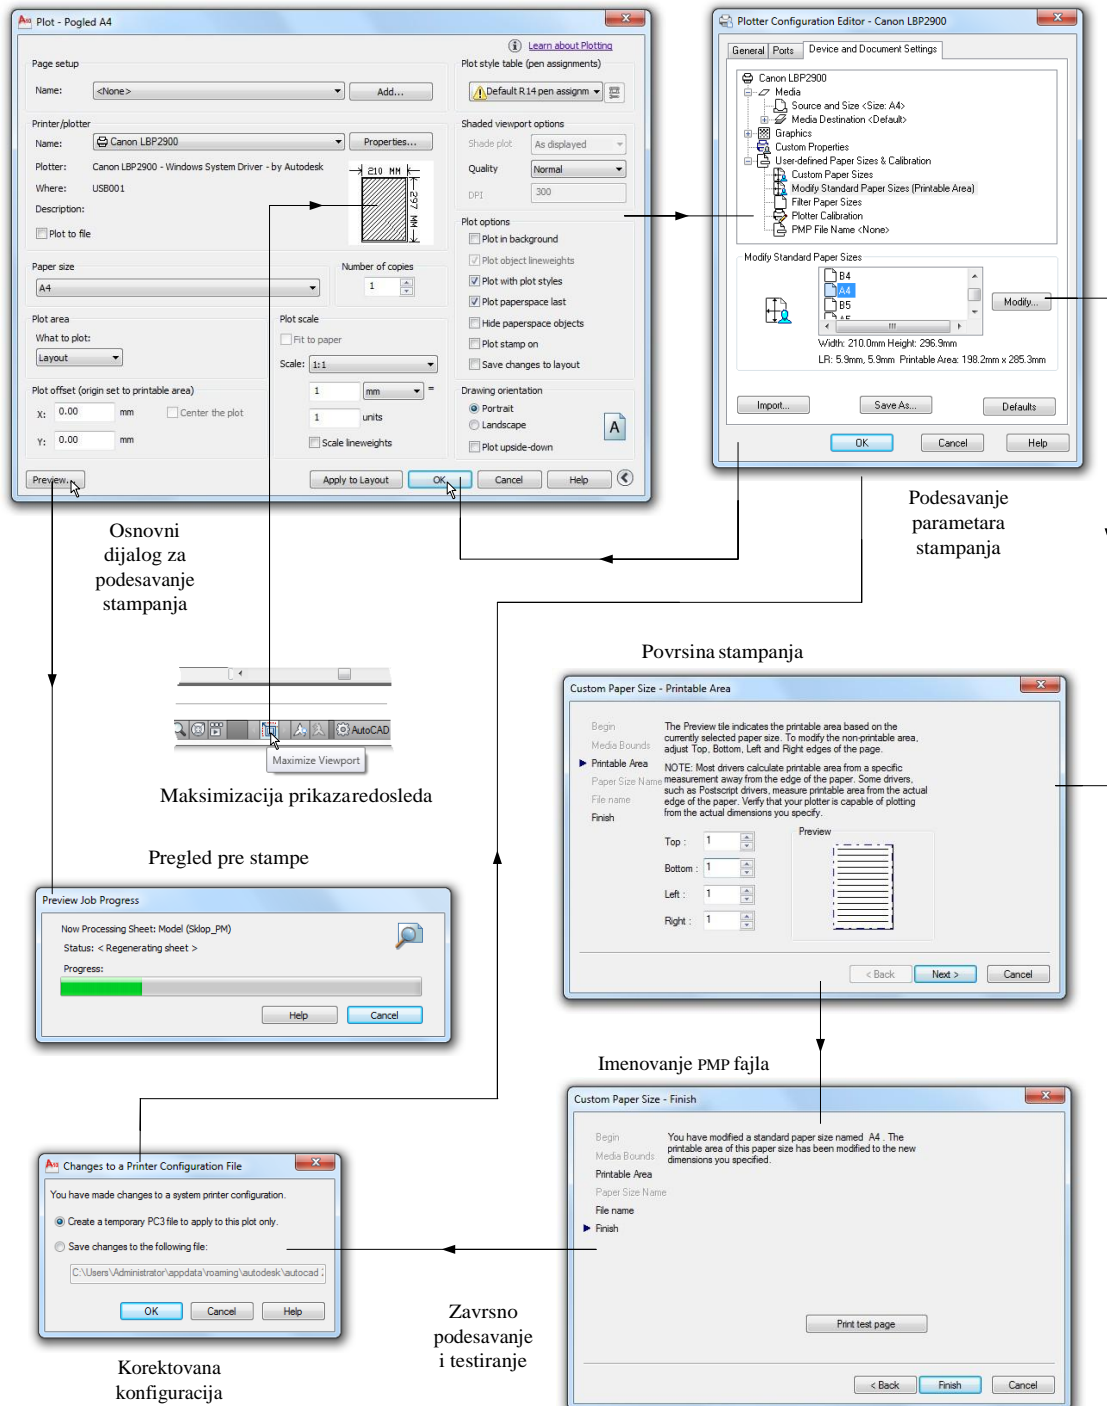 Plot - Pogled A4
Learn about Plotting
Page setup
Name:
<None>
Add...
Plot style table (pen assignments)
Default R14 pen assignm
Printer/plotter
Name:
Canon LBP2900
Properties...
Plotter:
Canon LBP2900 - Windows System Driver - by Autodesk
Where:
USB001
Description:
Plot to file
210 MM
297 MM
Shaded viewport options
Shade plot
As displayed
Quality
Normal
DPI
300
Paper size
A4
Number of copies
1
Plot area
What to plot:
Layout
Plot scale
Fit to paper
Scale:
1:1
1
mm
=
1
units
Scale lineweights
Plot offset (origin set to printable area)
X:
0.00
mm
Center the plot
Y:
0.00
mm
Plot options
Plot in background
Plot object lineweights
Plot with plot styles
Plot paperspace last
Hide paperspace objects
Plot stamp on
Save changes to layout
Drawing orientation
Portrait
Landscape
Plot upside-down
A
Preview...
Apply to Layout
OK
Cancel
Help
Osnovni
dijalog za
podesavanje
stampanja
Plotter Configuration Editor - Canon LBP2900
General
Ports
Device and Document Settings
Canon LBP2900
Media
Source and Size <Size: A4>
Media Destination <Default>
Graphics
Custom Properties
User-defined Paper Sizes & Calibration
Custom Paper Sizes
Modify Standard Paper Sizes (Printable Area)
Filter Paper Sizes
Plotter Calibration
PMP File Name <None>
Modify Standard Paper Sizes
B4
A4
B5
A5
Modify...
Width: 210.0mm Height: 296.9mm
LR: 5.9mm, 5.9mm Printable Area: 198.2mm x 285.3mm
Import...
Save As...
Defaults
OK
Cancel
Help
Podesavanje
parametara
stampanja
AutoCAD
Maximize Viewport
Maksimizacija prikazaredosleda
Povrsina stampanja
Custom Paper Size - Printable Area
Begin
Media Bounds
Printable Area
Paper Size Name
File name
Finish
The Preview tile indicates the printable area based on the
currently selected paper size. To modify the non-printable area,
adjust Top, Bottom, Left and Right edges of the page.
NOTE: Most drivers calculate printable area from a specific
measurement away from the edge of the paper. Some drivers,
such as Postscript drivers, measure printable area from the actual
edge of the paper. Verify that your plotter is capable of plotting
from the actual dimensions you specify.
Top :
1
Bottom :
1
Left :
1
Right :
1
Preview
< Back
Next >
Cancel
Pregled pre stampe
Preview Job Progress
Now Processing Sheet: Model (Sklop_PM)
Status: < Regenerating sheet >
Progress:
Help
Cancel
Imenovanje PMP fajla
Custom Paper Size - Finish
Begin
Media Bounds
Printable Area
Paper Size Name
File name
Finish
You have modified a standard paper size named A4 . The
printable area of this paper size has been modified to the new
dimensions you specified.
Print test page
< Back
Finish
Cancel
Changes to a Printer Configuration File
You have made changes to a system printer configuration.
Create a temporary PC3 file to apply to this plot only.
Save changes to the following file:
C:\Users\Administrator\appdata\roaming\autodesk\autocad
OK
Cancel
Help
Korektovana
konfiguracija
Zavrsno
podesavanje
i testiranje